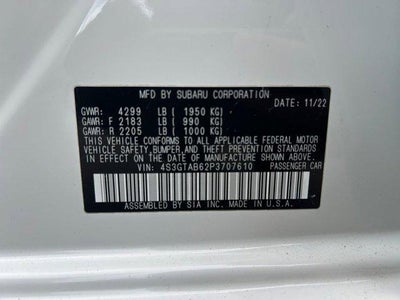 MFD BY SUBARU CORPORATION
GVWR: 4299 LB ( 1950 KG) DATE: 11/22
GAWR: F 2183 LB ( 990 KG)
GAWR: R 2205 LB ( 1000 KG)
THIS VEHICLE CONFORMS TO ALL APPLICABLE FEDERAL MOTOR
VEHICLE SAFETY, BUMPER, AND THEFT PREVENTION STANDARDS
IN EFFECT ON THE DATE OF MANUFACTURE SHOWN ABOVE.
VIN: 4S3GTAB62P3707610 PASSENGER CAR
ASSEMBLED BY SIA INC. MADE IN U.S.A.